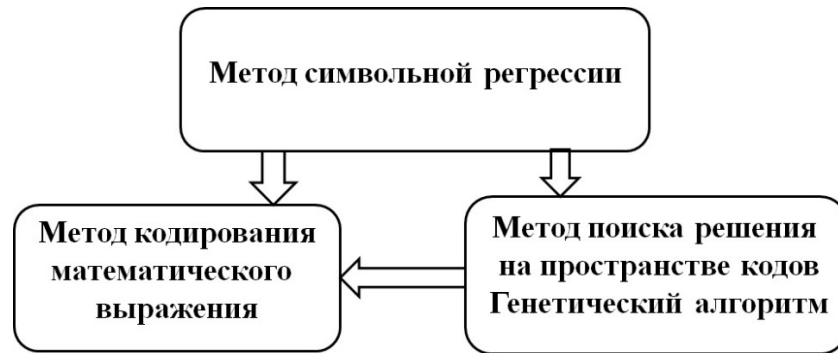 Метод символьной регрессии
Метод кодирования
математического
выражения
Метод поиска решения
на пространстве кодов
Генетический алгоритм